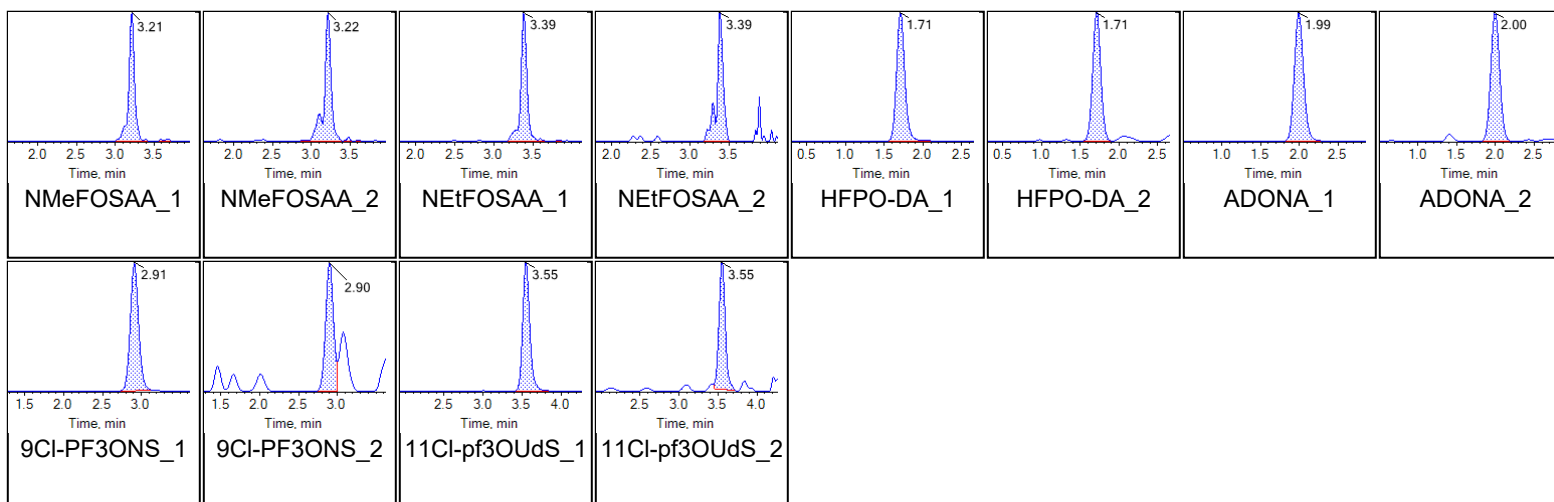 3.21 3.22 3.39 3.39 1.71 1.71 1.99 2.00
2.0 2.5 3.0 3.5 2.0 2.5 3.0 3.5 2.0 2.5 3.0 3.5 2.0 2.5 3.0 3.5 0.5 1.0 1.5 2.0 2.5 0.5 1.0 1.5 2.0 2.5 1.0 1.5 2.0 2.5 1.0 1.5 2.0 2.5
Time, min Time, min Time, min Time, min Time, min Time, min Time, min Time, min
NMeFOSAA_1 NMeFOSAA_2 NEtFOSAA_1 NEtFOSAA_2 HFPO-DA_1 HFPO-DA_2 ADONA_1 ADONA_2
2.91 2.90 3.55 3.55
1.5 2.0 2.5 3.0 1.5 2.0 2.5 3.0 2.5 3.0 3.5 4.0 2.5 3.0 3.5 4.0
Time, min Time, min Time, min Time, min
9Cl-PF3ONS_1 9Cl-PF3ONS_2 11Cl-pf3OUdS_1 11Cl-pf3OUdS_2